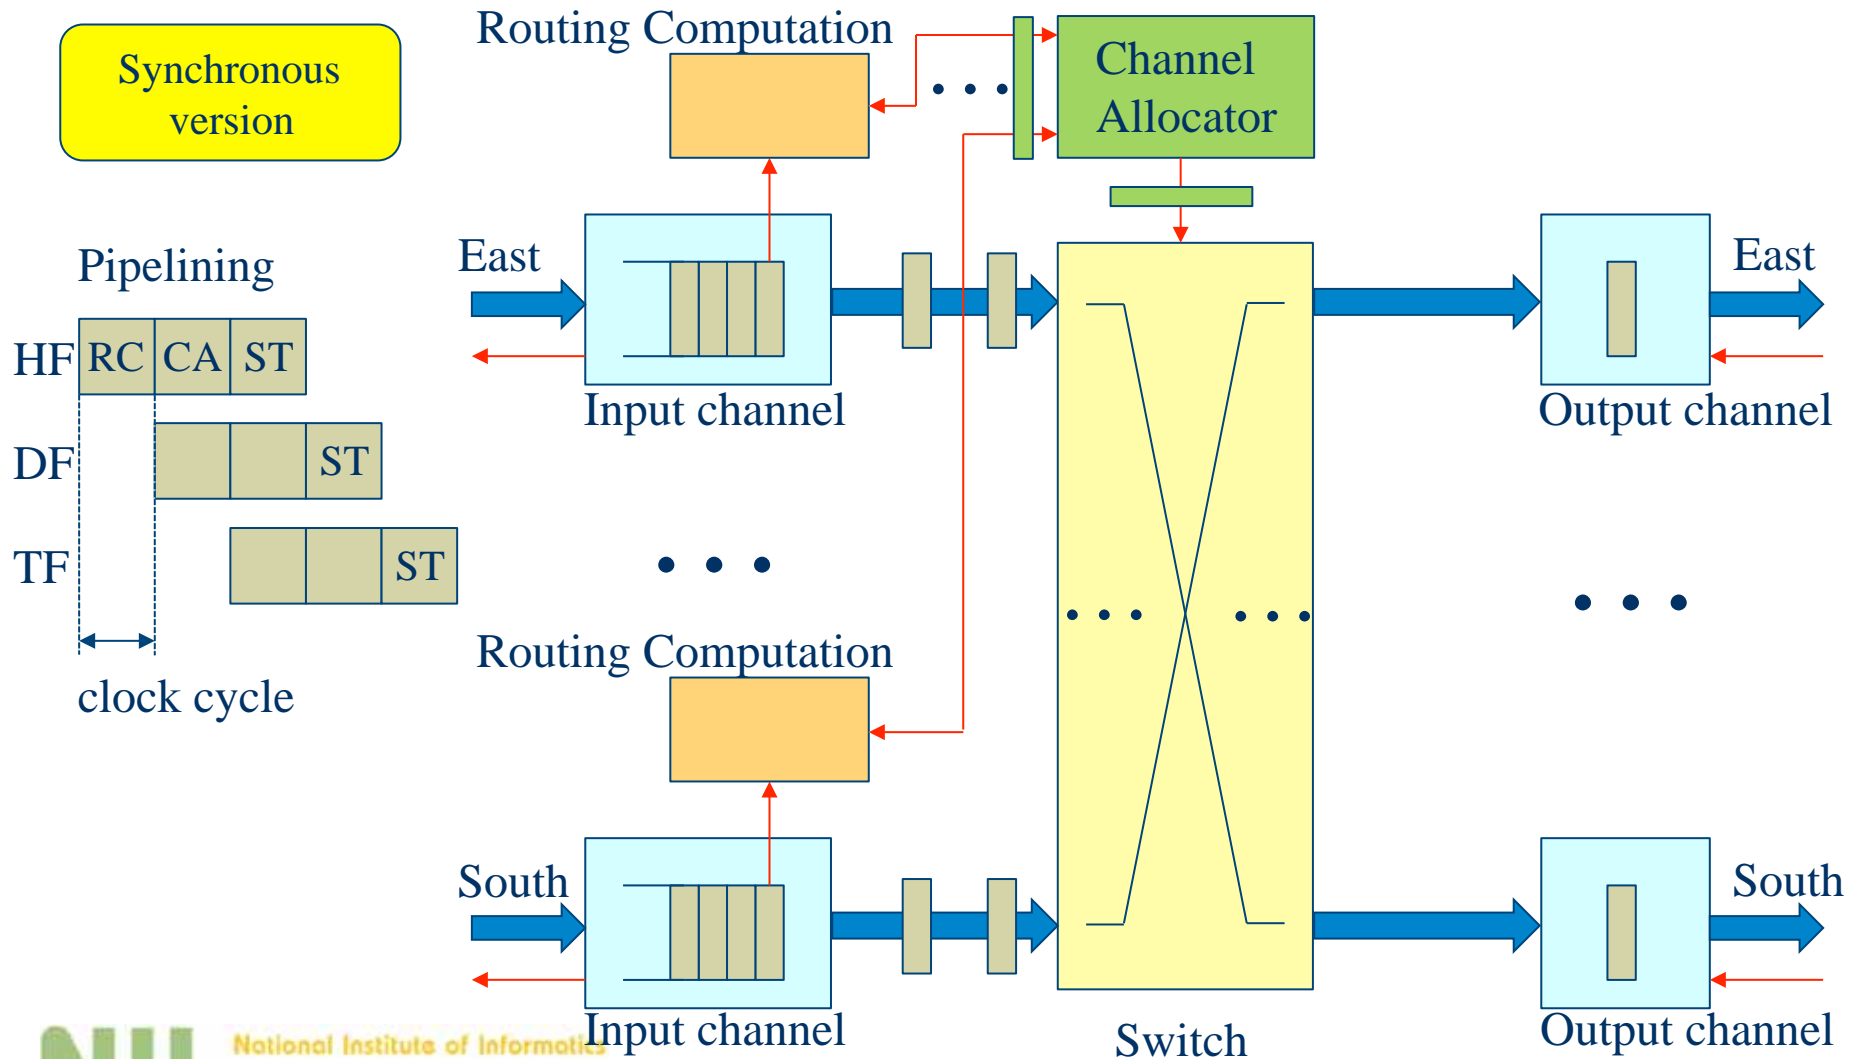 Synchronous
version
Routing Computation
Channel
Allocator
Pipelining
HF RC CA ST
DF ST
TF ST
clock cycle
East
Input channel
East
Output channel
Routing Computation
South
Input channel
Switch
South
Output channel
NII
National Institute of Informatics